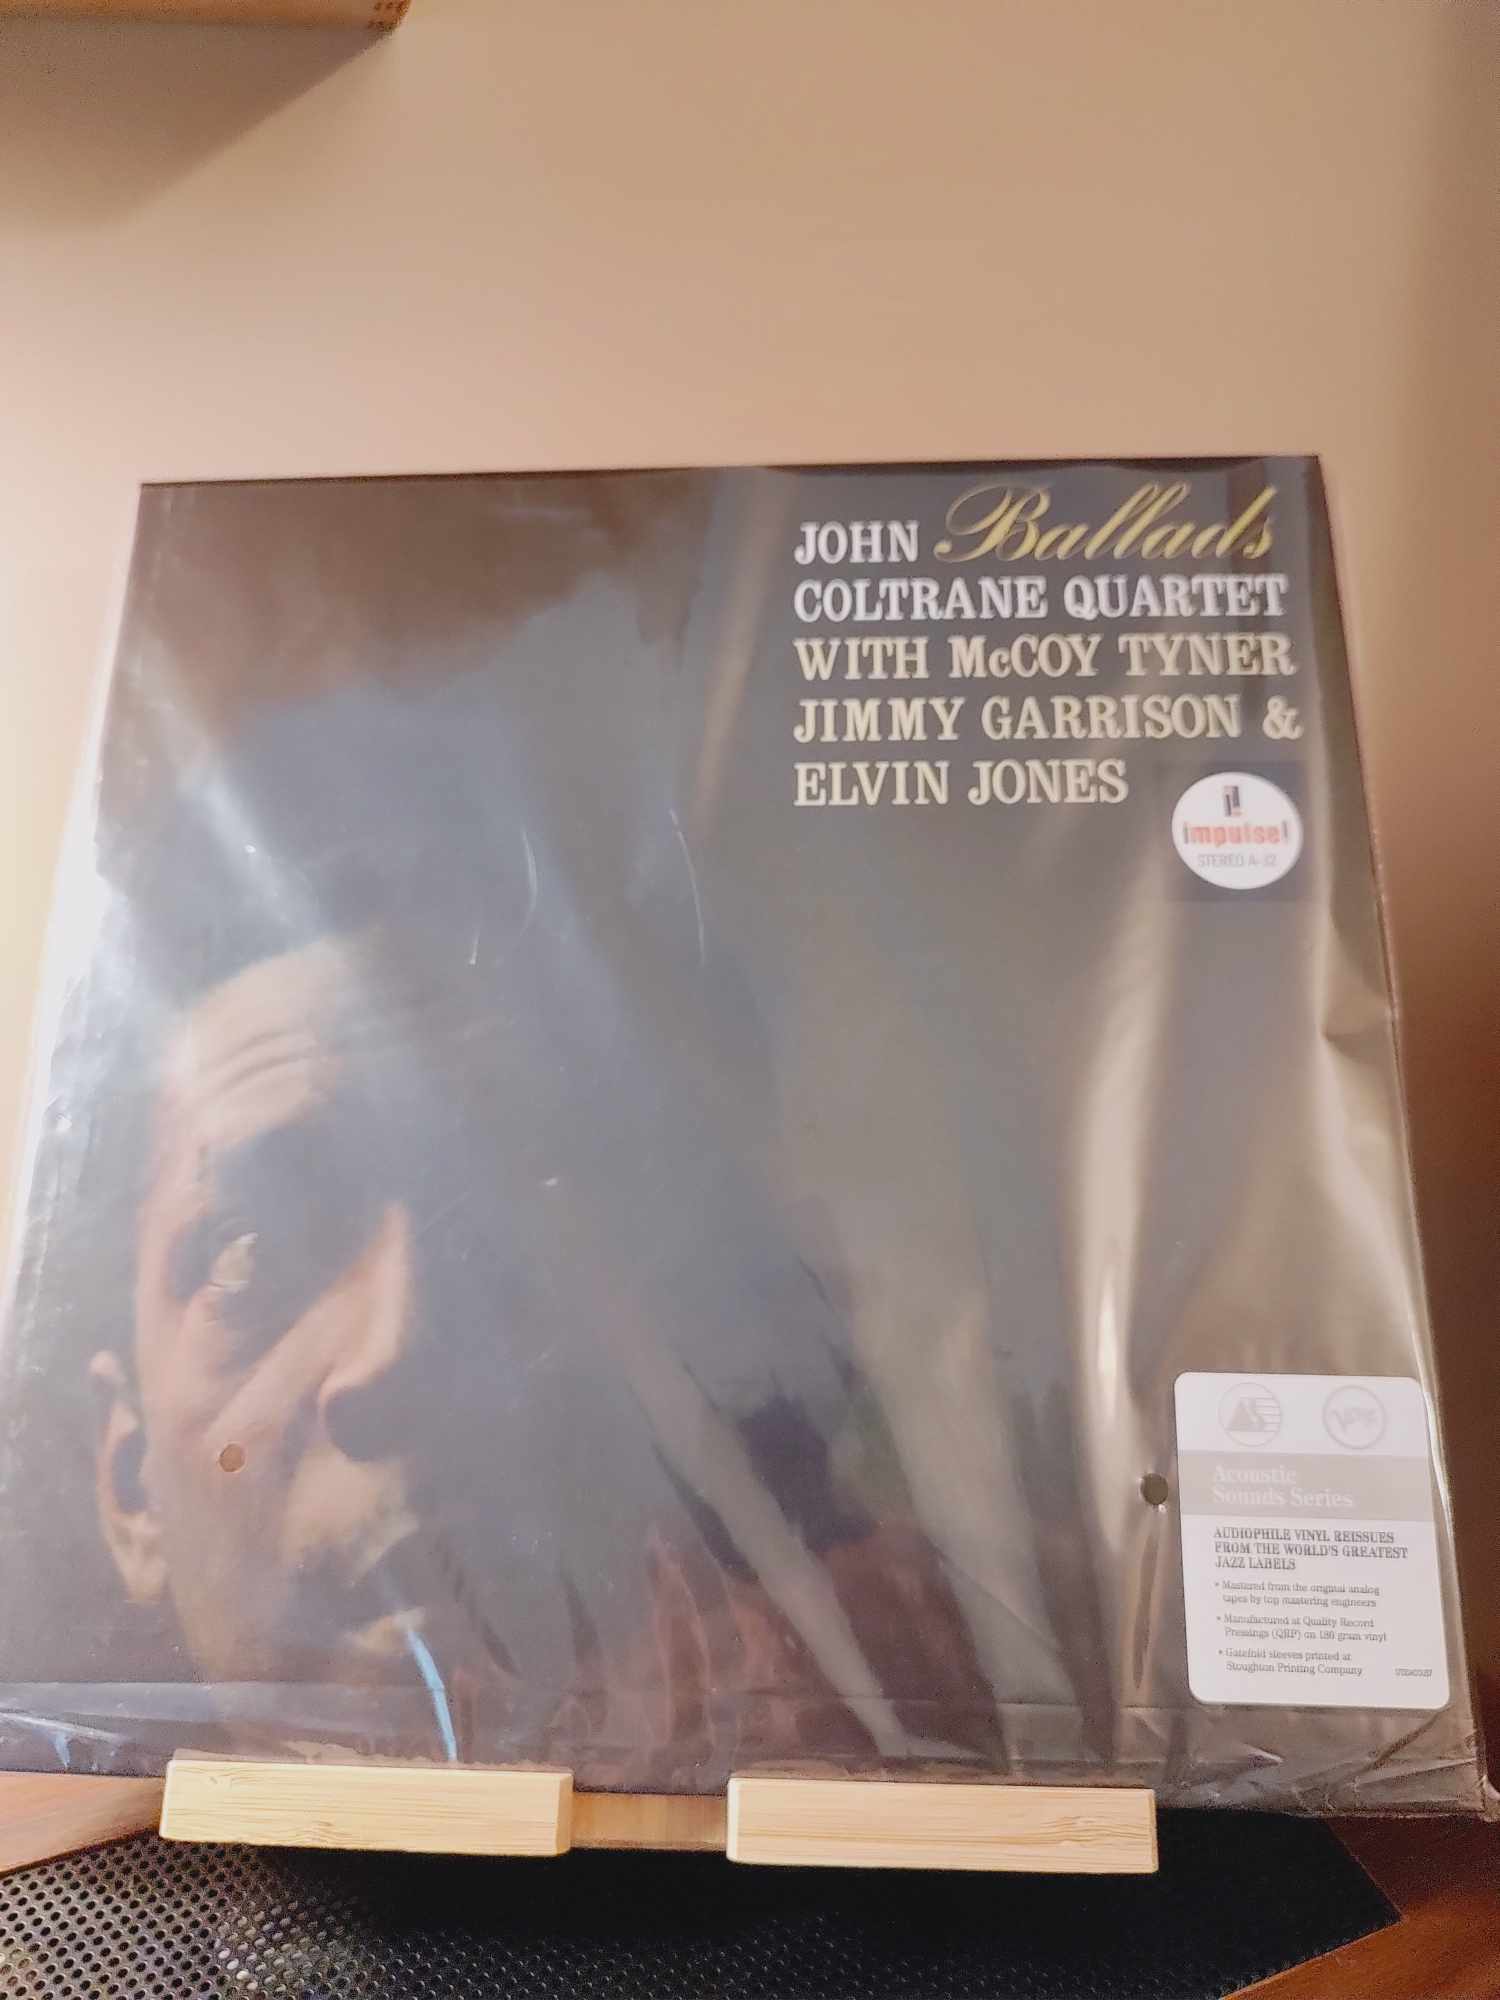 JOHN Ballads
COLTRANE QUARTET
WITH McCOY TYNER
JIMMY GARRISON &
ELVIN JONES
impulse!
STEREO A-32
AS
Verve
Acoustic
Sounds Series
AUDIOPHILE VINYL REISSUES
FROM THE WORLD'S GREATEST
JAZZ LABELS
• Mastered from the original analog
tapes by top mastering engineers
• Manufactured at Quality Record
Pressings (QRP) on 180 gram vinyl
• Gatefold sleeves printed at
Stoughton Printing Company